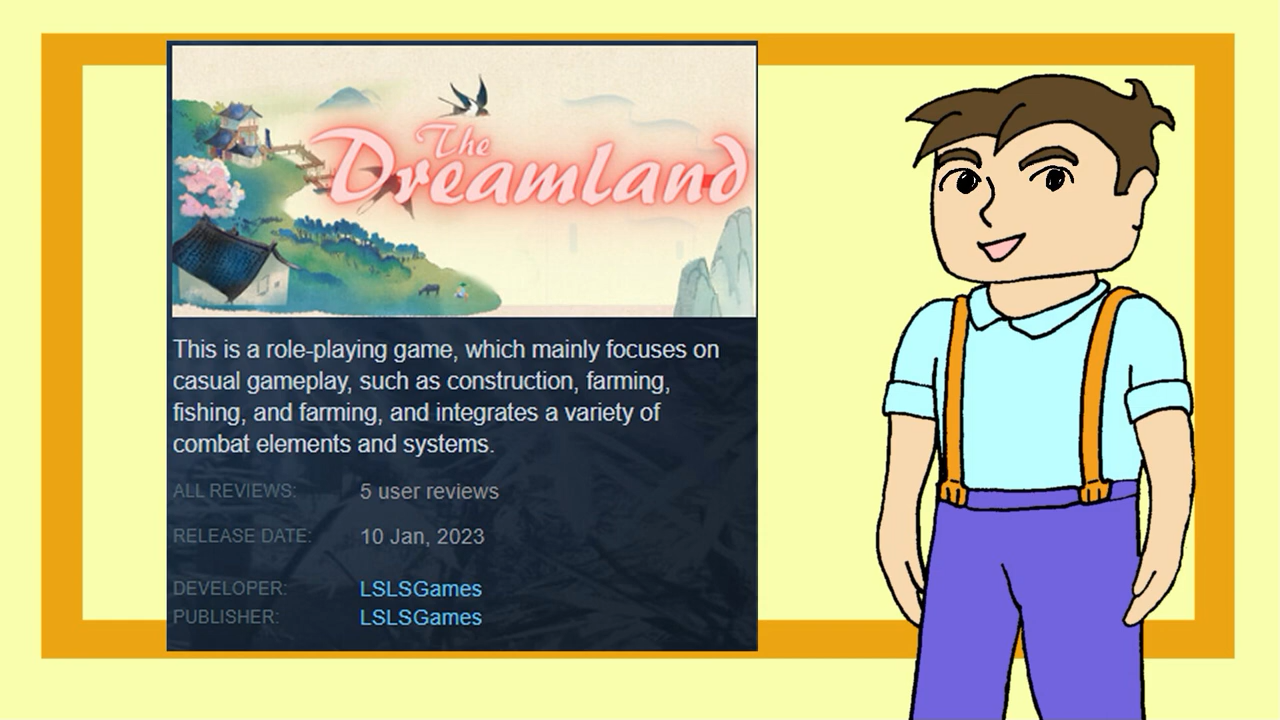 The
Dreamland
This is a role-playing game, which mainly focuses on
casual gameplay, such as construction, farming,
fishing, and farming, and integrates a variety of
combat elements and systems.
ALL REVIEWS: 5 user reviews
RELEASE DATE: 10 Jan, 2023
DEVELOPER: LSLSGames
PUBLISHER: LSLSGames